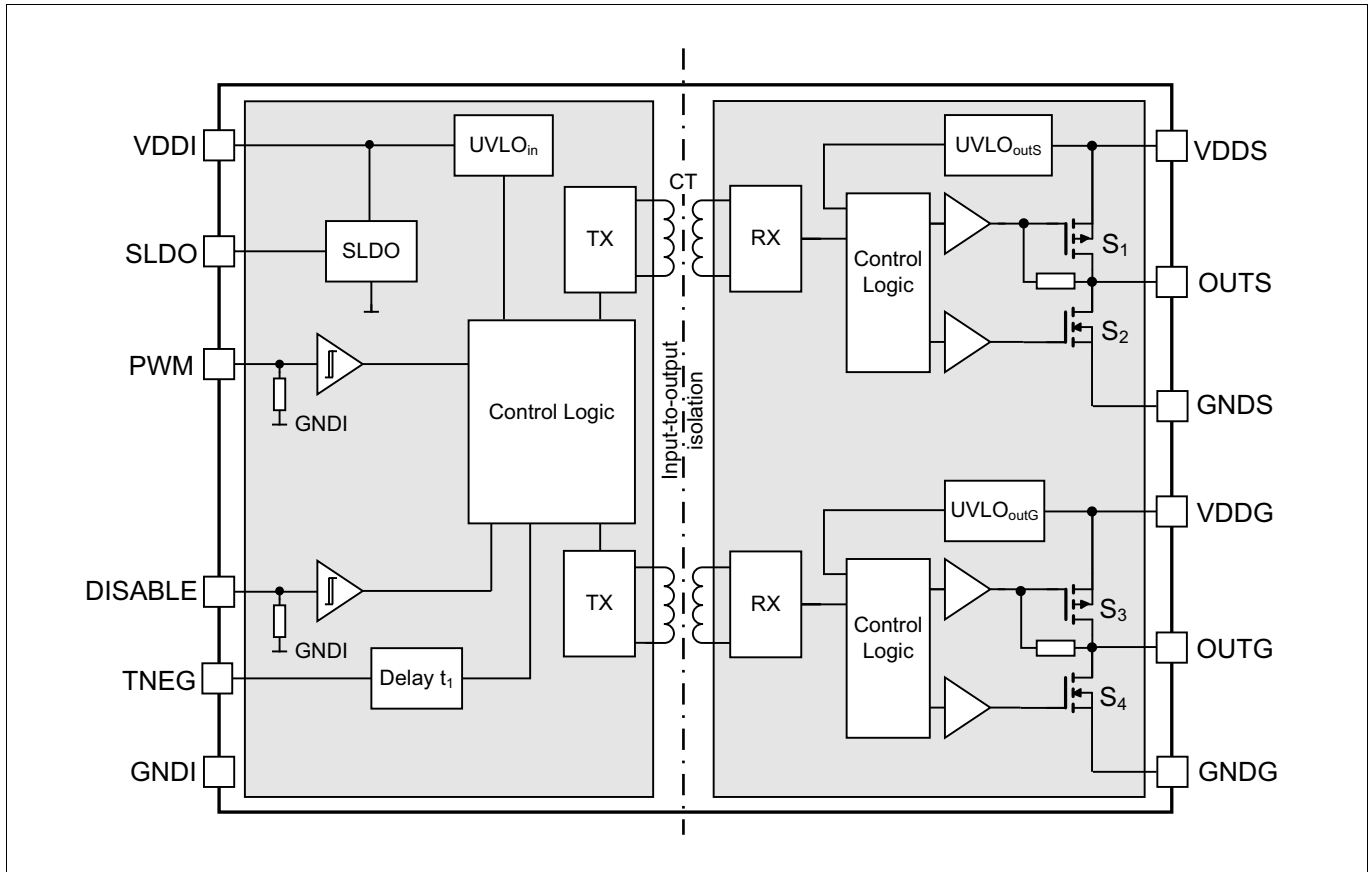 VDDI
SLDO
PWM
DISABLE
TNEG
GNDI
UVLOin
SLDO
GNDI
GNDI
Delay t1
Control Logic
TX
TX
CT
Input-to-output
isolation
RX
RX
UVLOoutS
Control
Logic
S1
S2
UVLOoutG
Control
Logic
S3
S4
VDDS
OUTS
GNDS
VDDG
OUTG
GNDG